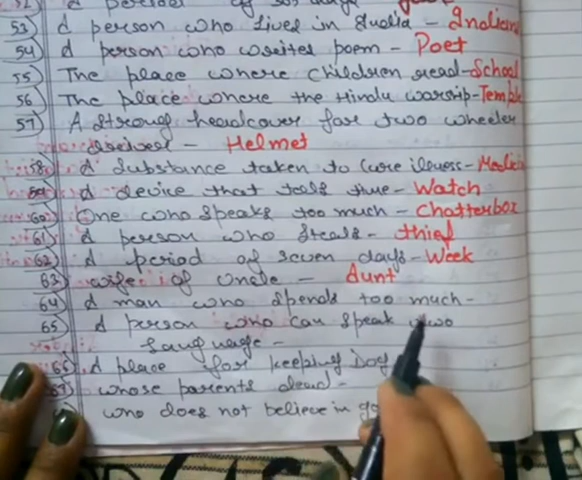 53) A person who lives in India - Indian
54) A person who writes poem - Poet
55 The place where children read - School
56 The place where the Hindu worship - Temple
57) A strong headcover for two wheeler
- Helmet
58) A substance taken to cure illness - Medicin
A device that tells time - Watch
60) One who speaks too much - Chatterbox
61) A person who steals - thief
62) A period of seven days - Week
63 wife of uncle - Aunt
64) A man who spends too much -
65 A person who can speak two
language -
66 A place for keeping Dog
whose parents dead -
who does not believe in go